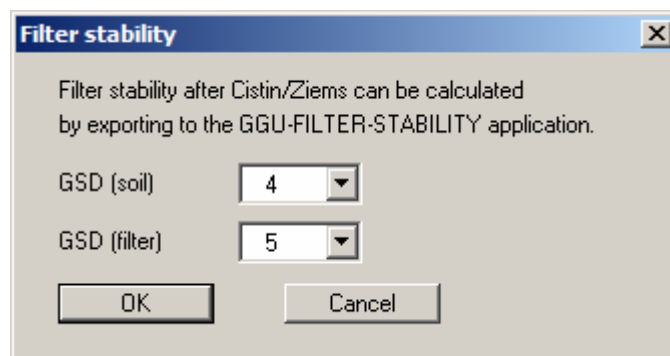 Filter stability
Filter stability after Cistin/Ziems can be calculated
by exporting to the GGU-FILTER-STABILITY application.
GSD (soil) 4
GSD (filter) 5
OK Cancel